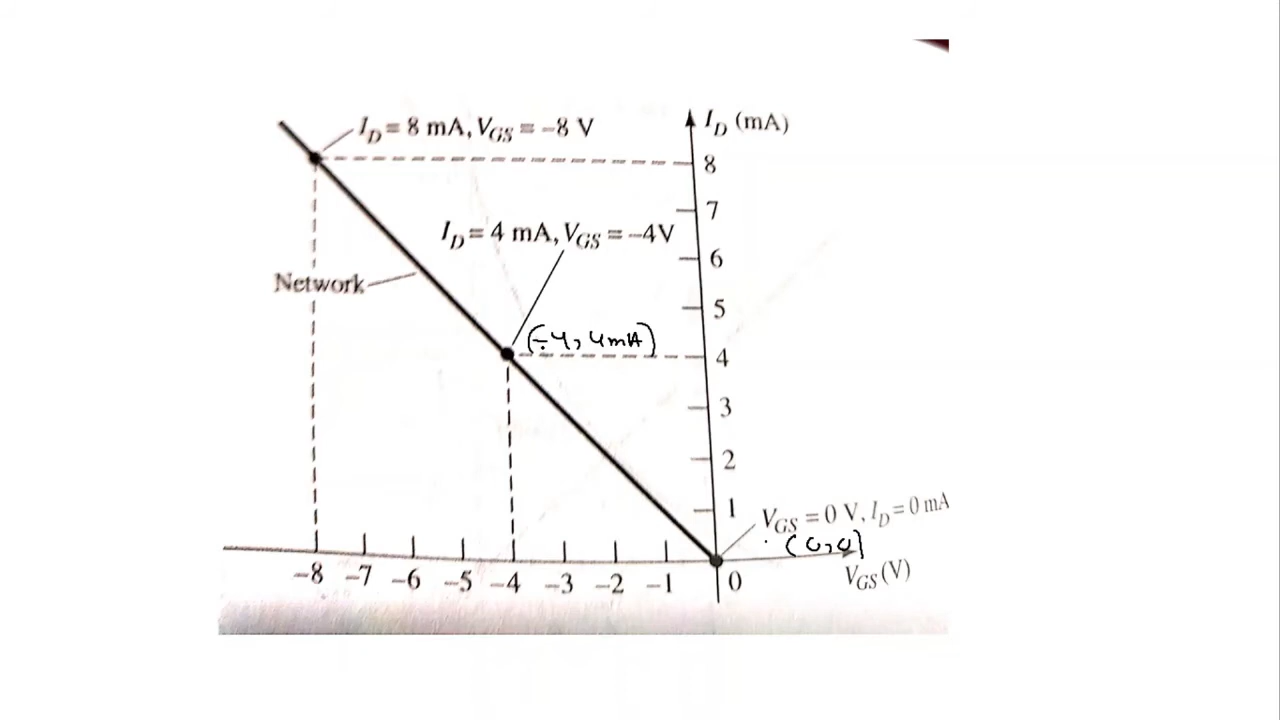 I_D = 8 mA, V_GS = -8 V
I_D (mA)
8
7
I_D = 4 mA, V_GS = -4V
6
Network
5
(-4, 4mA)
4
3
2
1
V_GS = 0 V, I_D = 0 mA
(0,0)
-8 -7 -6 -5 -4 -3 -2 -1 0
V_GS (V)